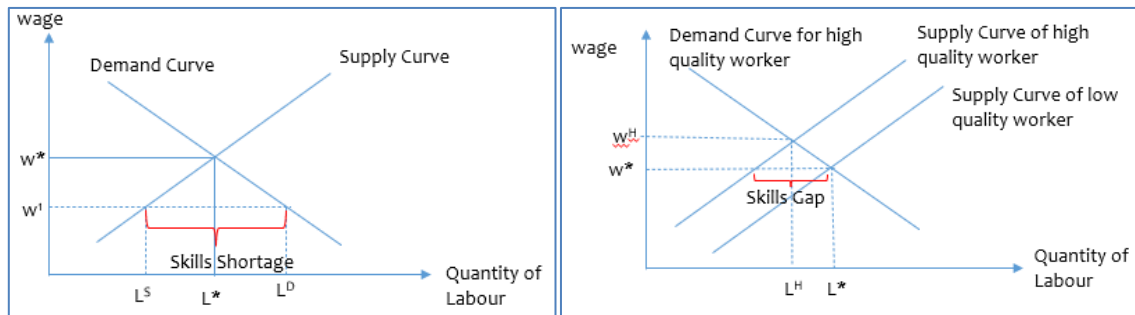 wage
Demand Curve
Supply Curve
w*
w¹
Skills Shortage
Quantity of
Labour
Lˢ
L*
Lᴰ
wage
Demand Curve for high
quality worker
Supply Curve of high
quality worker
Supply Curve of low
quality worker
wᴴ
w*
Skills Gap
Quantity of
Labour
Lᴴ
L*